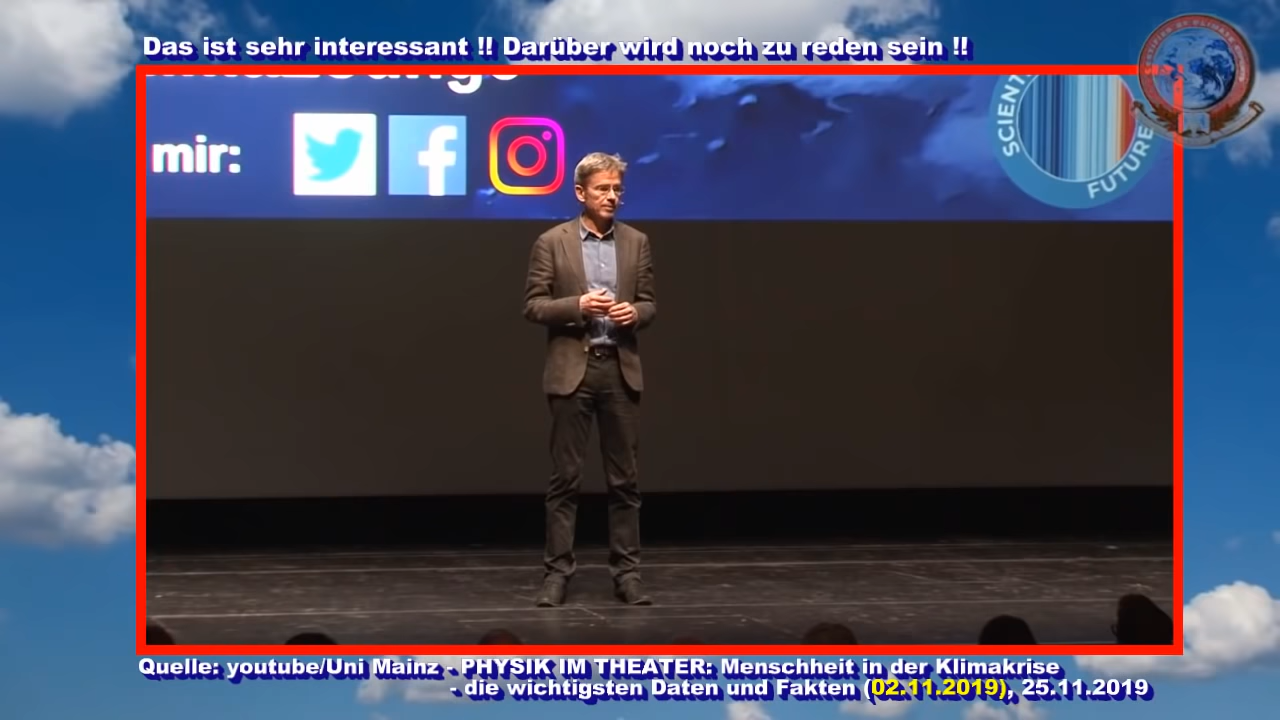 Das ist sehr interessant !! Darüber wird noch zu reden sein !!
mir:
SCIENT
FUTURE
Quelle: youtube/Uni Mainz - PHYSIK IM THEATER: Menschheit in der Klimakrise
- die wichtigsten Daten und Fakten (02.11.2019), 25.11.2019